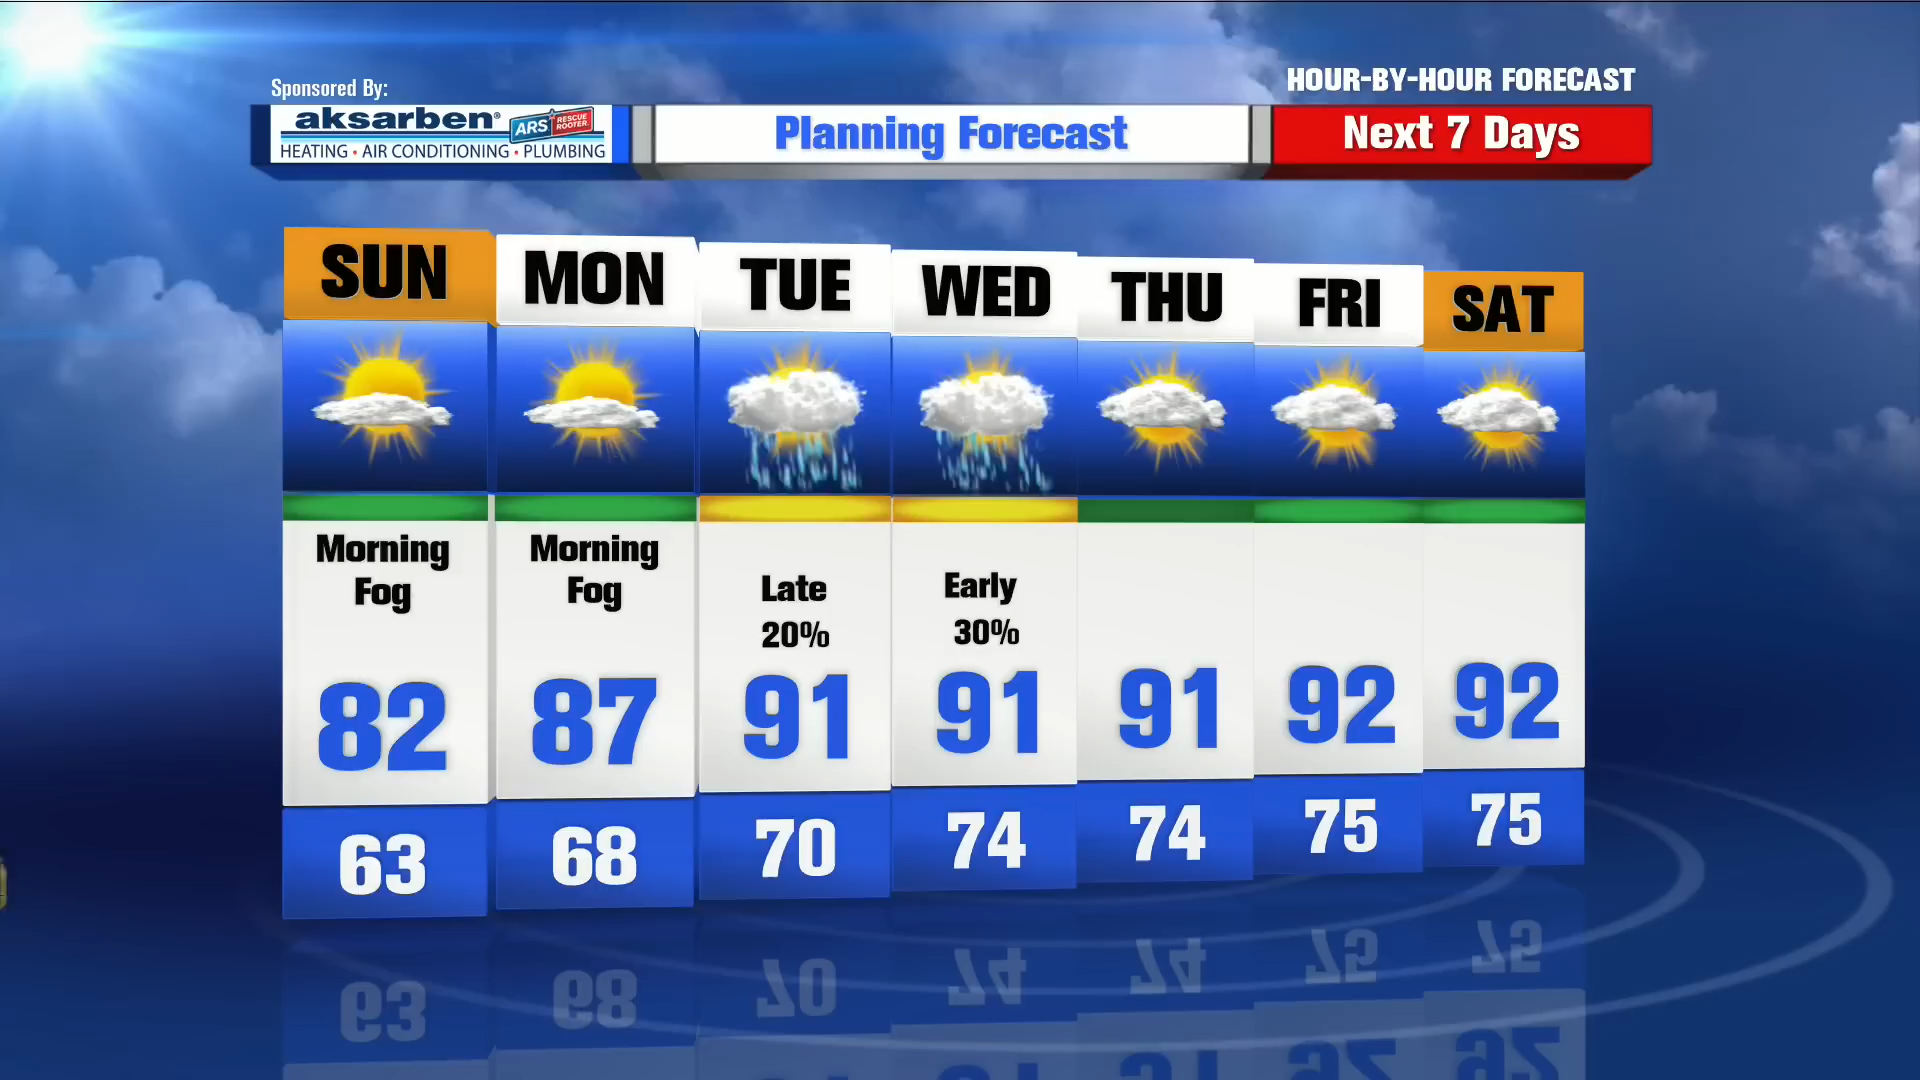 Sponsored By:
aksarben®
ARS RESCUE ROOTER
HEATING • AIR CONDITIONING • PLUMBING
Planning Forecast
HOUR-BY-HOUR FORECAST
Next 7 Days
SUN MON TUE WED THU FRI SAT
Morning Fog
Morning Fog
Late
20%
Early
30%
82 87 91 91 91 92 92
63 68 70 74 74 75 75